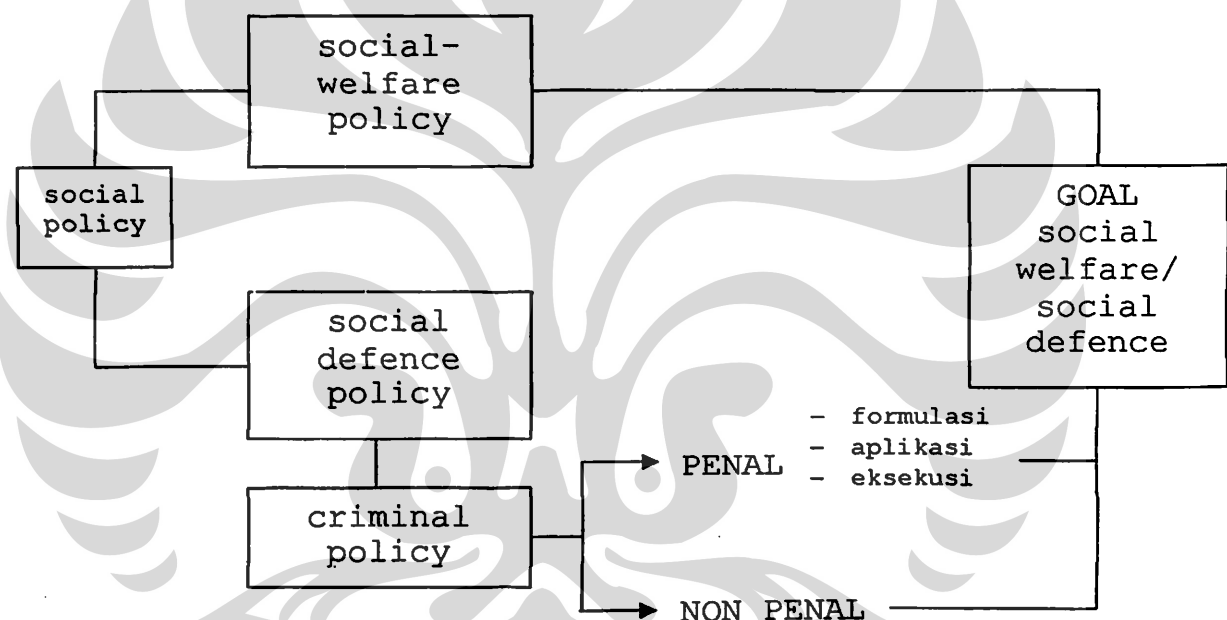 social-
welfare
policy
social
policy
GOAL
social
welfare/
social
defence
social
defence
policy
- formulasi
PENAL - aplikasi
- eksekusi
criminal
policy
NON PENAL